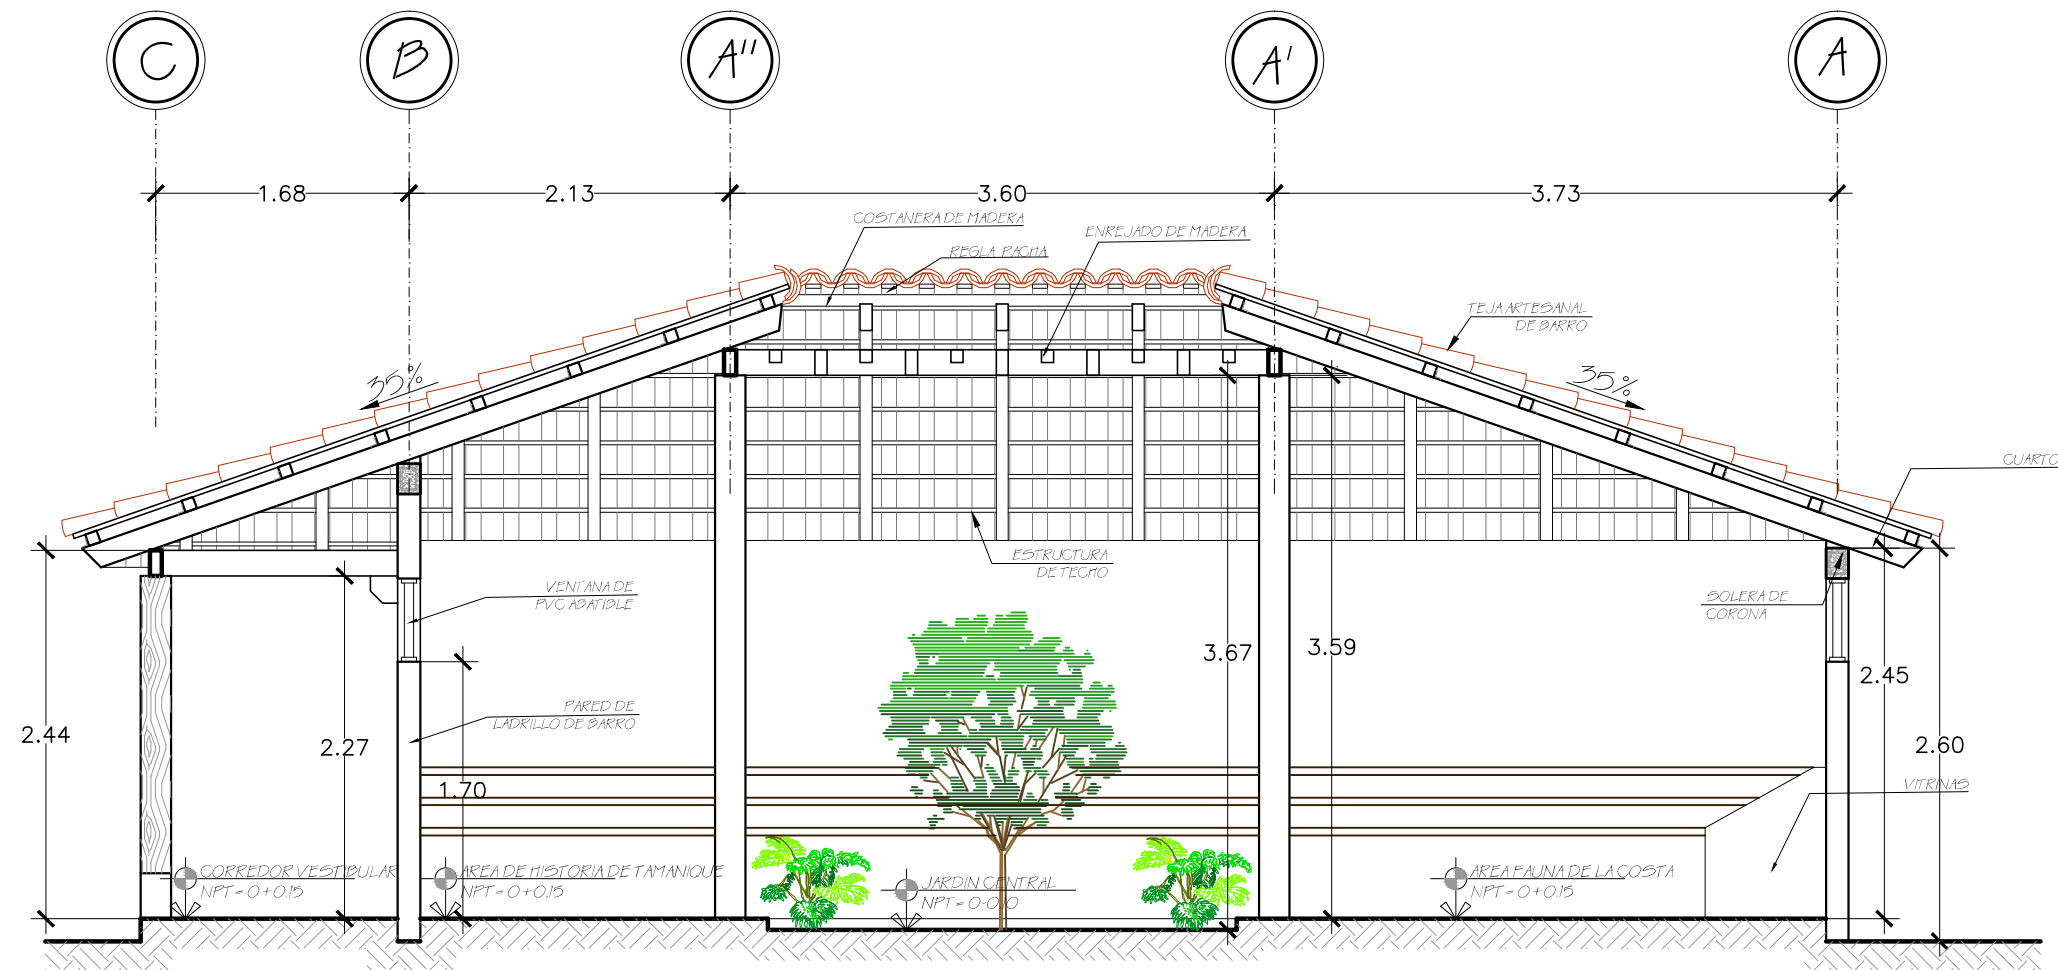 C B A'' A' A
1.68 2.13 3.60 3.73
COSTANERA DE MADERA
ENREJADO DE MADERA
REGLA PACHA
TEJA ARTESANAL
DE BARRO
35%
35%
CUARTO
ESTRUCTURA
DE TECHO
VENTANA DE
PVC ABATIBLE
SOLERA DE
CORONA
3.67
3.59
2.45
PARED DE
LADRILLO DE BARRO
2.44
2.27
2.60
1.70
VITRINAS
CORREDOR VESTIBULAR
NPT = 0+0.15
AREA DE HISTORIA DE TAMANIQUE
NPT = 0+0.15
JARDIN CENTRAL
NPT = 0-0.10
AREA FAUNA DE LA COSTA
NPT = 0+0.15